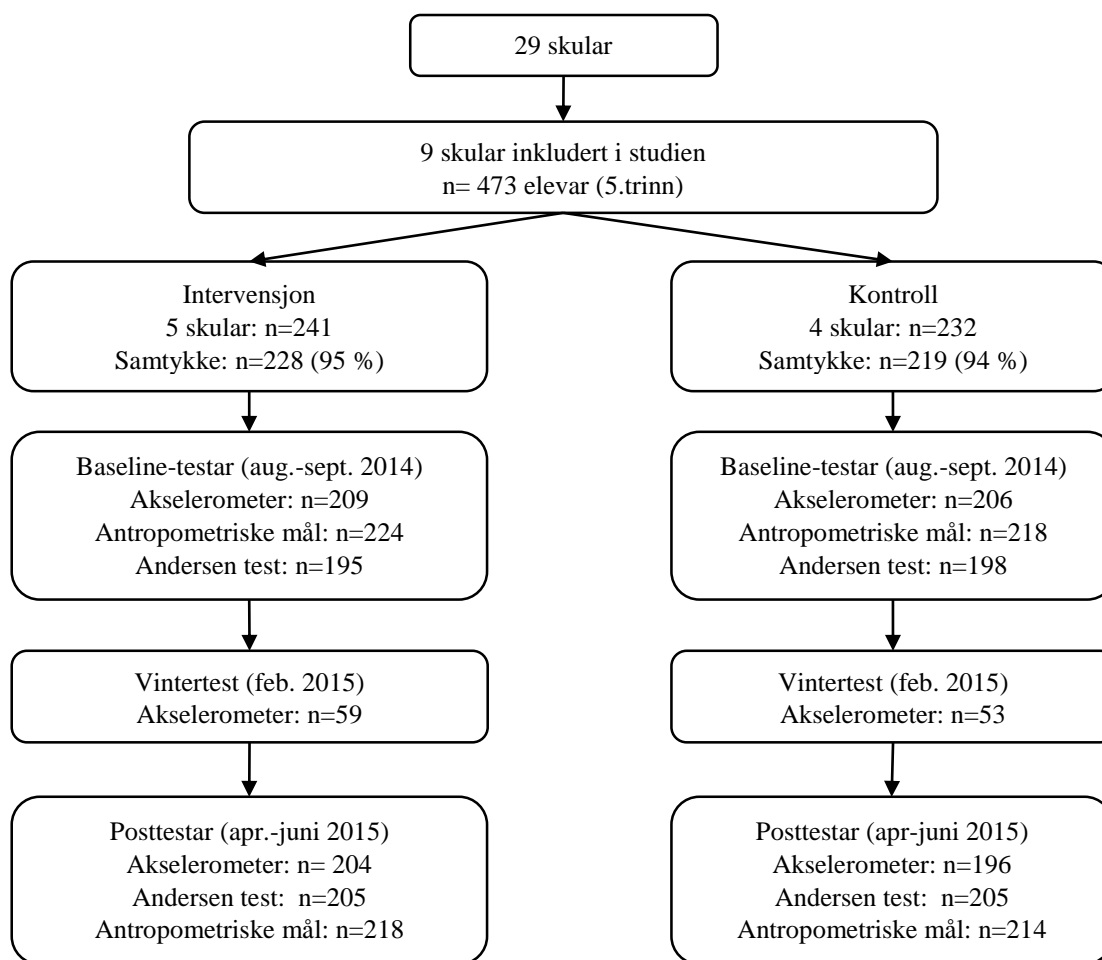 29 skular
9 skular inkludert i studien
n= 473 elevar (5.trinn)
Intervensjon
5 skular: n=241
Samtykke: n=228 (95 %)
Kontroll
4 skular: n=232
Samtykke: n=219 (94 %)
Baseline-testar (aug.-sept. 2014)
Akselerometer: n=209
Antropometriske mål: n=224
Andersen test: n=195
Baseline-testar (aug.-sept. 2014)
Akselerometer: n=206
Antropometriske mål: n=218
Andersen test: n=198
Vintertest (feb. 2015)
Akselerometer: n=59
Vintertest (feb. 2015)
Akselerometer: n=53
Posttestar (apr.-juni 2015)
Akselerometer: n= 204
Andersen test:  n=205
Antropometriske mål: n=218
Posttestar (apr-juni 2015)
Akselerometer: n=196
Andersen test:  n=205
Antropometriske mål: n=214